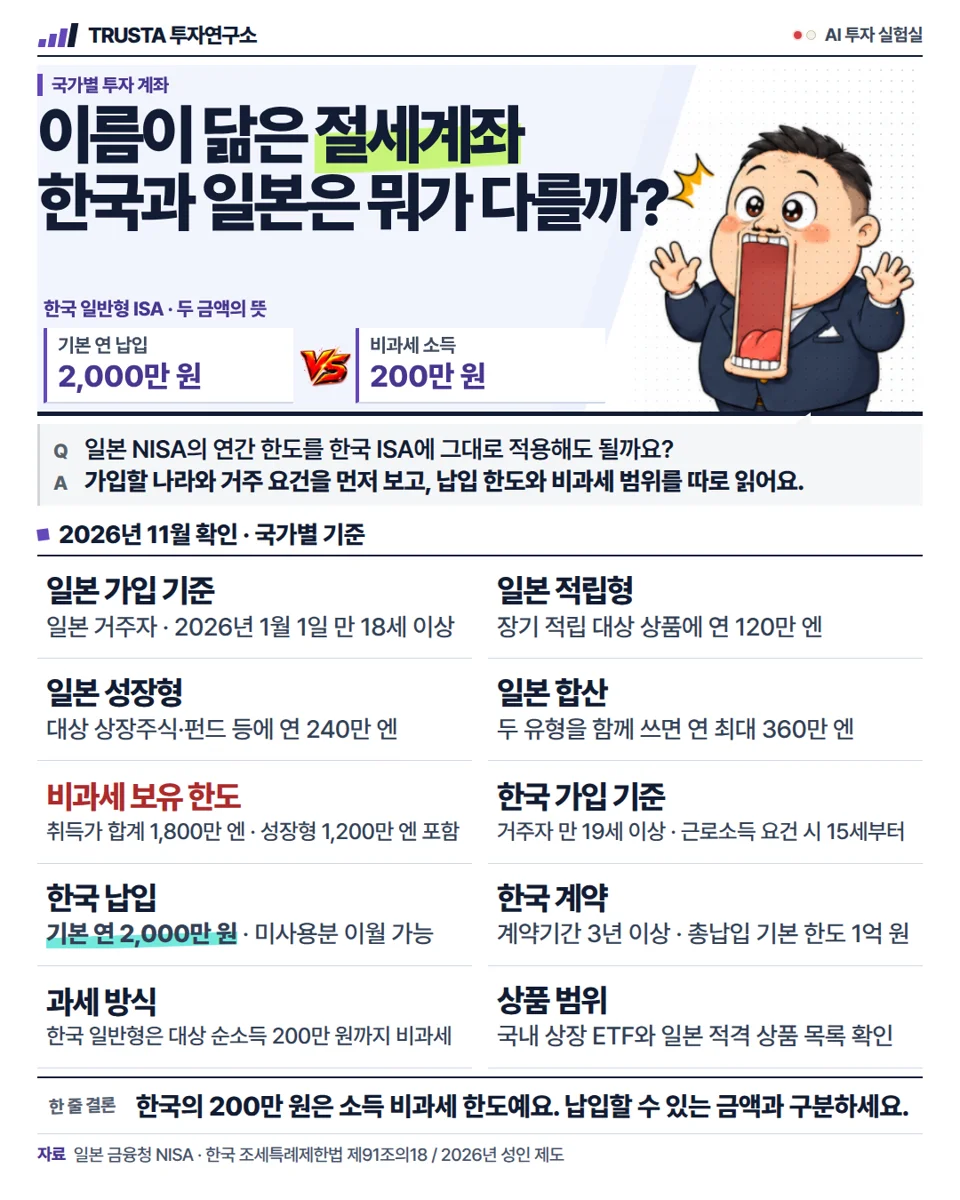 TRUSTA 투자연구소
AI 투자 실험실
국가별 투자 계좌
이름이 닮은 절세계좌
한국과 일본은 뭐가 다를까?
한국 일반형 ISA · 두 금액의 뜻
기본 연 납입
2,000만 원
VS
비과세 소득
200만 원
Q 일본 NISA의 연간 한도를 한국 ISA에 그대로 적용해도 될까요?
A 가입할 나라와 거주 요건을 먼저 보고, 납입 한도와 비과세 범위를 따로 읽어요.
2026년 11월 확인 · 국가별 기준
일본 가입 기준
일본 거주자 · 2026년 1월 1일 만 18세 이상
일본 적립형
장기 적립 대상 상품에 연 120만 엔
일본 성장형
대상 상장주식·펀드 등에 연 240만 엔
일본 합산
두 유형을 함께 쓰면 연 최대 360만 엔
비과세 보유 한도
취득가 합계 1,800만 엔 · 성장형 1,200만 엔 포함
한국 가입 기준
거주자 만 19세 이상 · 근로소득 요건 시 15세부터
한국 납입
기본 연 2,000만 원 · 미사용분 이월 가능
한국 계약
계약기간 3년 이상 · 총납입 기본 한도 1억 원
과세 방식
한국 일반형은 대상 순소득 200만 원까지 비과세
상품 범위
국내 상장 ETF와 일본 적격 상품 목록 확인
한 줄 결론 한국의 200만 원은 소득 비과세 한도예요. 납입할 수 있는 금액과 구분하세요.
자료 일본 금융청 NISA · 한국 조세특례제한법 제91조의18 / 2026년 성인 제도